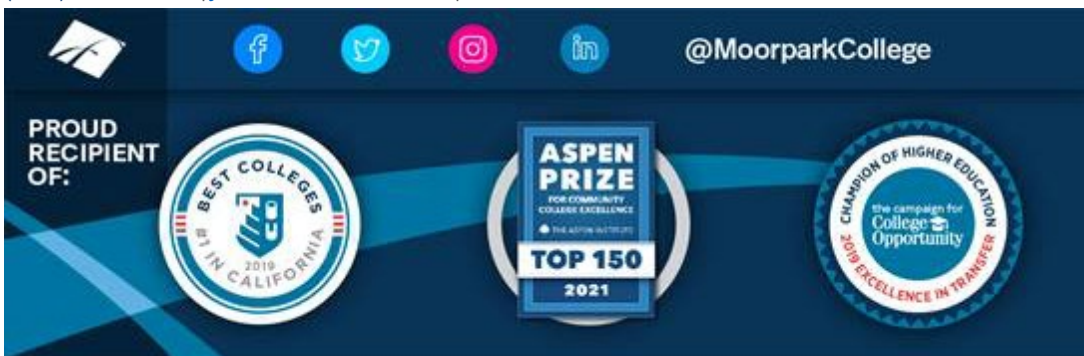 @MoorparkCollege
PROUD
RECIPIENT
OF:
BEST COLLEGES
2019
#1 IN CALIFORNIA
ASPEN
PRIZE
FOR COMMUNITY
COLLEGE EXCELLENCE
THE ASPEN INSTITUTE
TOP 150
2021
CHAMPION OF HIGHER EDUCATION
the campaign for
College
Opportunity
2019 EXCELLENCE IN TRANSFER